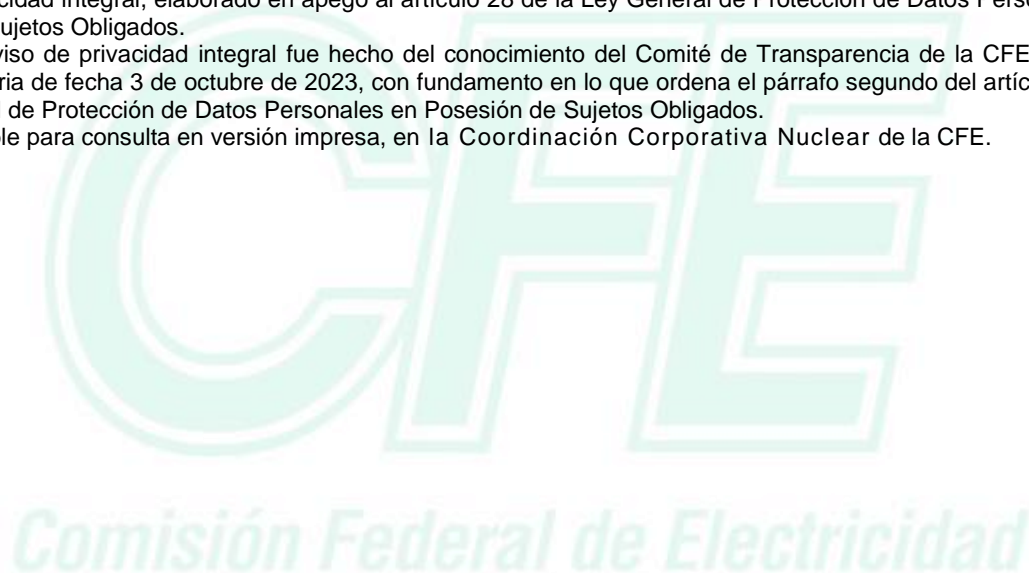 cidad integral, elaborado en apego al artículo 28 de la Ley General de Protección de Datos Perso
ujetos Obligados.
viso de privacidad integral fue hecho del conocimiento del Comité de Transparencia de la CFE
ria de fecha 3 de octubre de 2023, con fundamento en lo que ordena el párrafo segundo del artíc
de Protección de Datos Personales en Posesión de Sujetos Obligados.
ble para consulta en versión impresa, en la Coordinación Corporativa Nuclear de la CFE.
CFE
Comisión Federal de Electricidad